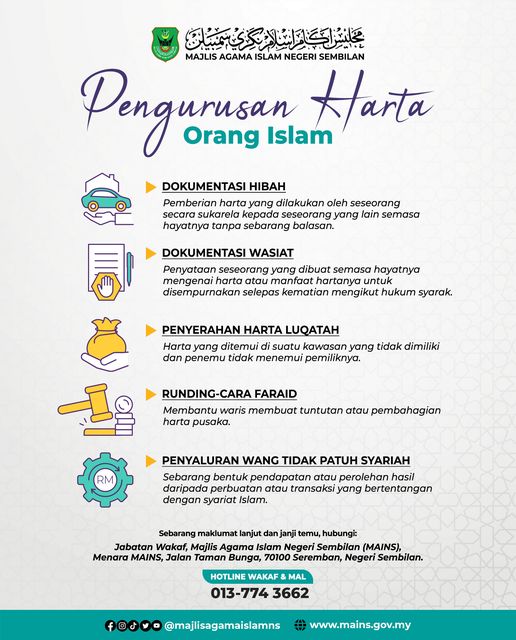 مجليس اݢام اسلام نݢري سمبيلن
MAJLIS AGAMA ISLAM NEGERI SEMBILAN
Pengurusan Harta
Orang Islam
DOKUMENTASI HIBAH
Pemberian harta yang dilakukan oleh seseorang
secara sukarela kepada seseorang yang lain semasa
hayatnya tanpa sebarang balasan.
DOKUMENTASI WASIAT
Penyataan seseorang yang dibuat semasa hayatnya
mengenai harta atau manfaat hartanya untuk
disempurnakan selepas kematian mengikut hukum syarak.
PENYERAHAN HARTA LUQATAH
Harta yang ditemui di suatu kawasan yang tidak dimiliki
dan penemu tidak menemui pemiliknya.
RUNDING-CARA FARAID
Membantu waris membuat tuntutan atau pembahagian
harta pusaka.
RM
PENYALURAN WANG TIDAK PATUH SYARIAH
Sebarang bentuk pendapatan atau perolehan hasil
daripada perbuatan atau transaksi yang bertentangan
dengan syariat Islam.
Sebarang maklumat lanjut dan janji temu, hubungi:
Jabatan Wakaf, Majlis Agama Islam Negeri Sembilan (MAINS),
Menara MAINS, Jalan Taman Bunga, 70100 Seremban, Negeri Sembilan.
HOTLINE WAKAF & MAL
013-774 3662
@majlisagamaislamns www.mains.gov.my